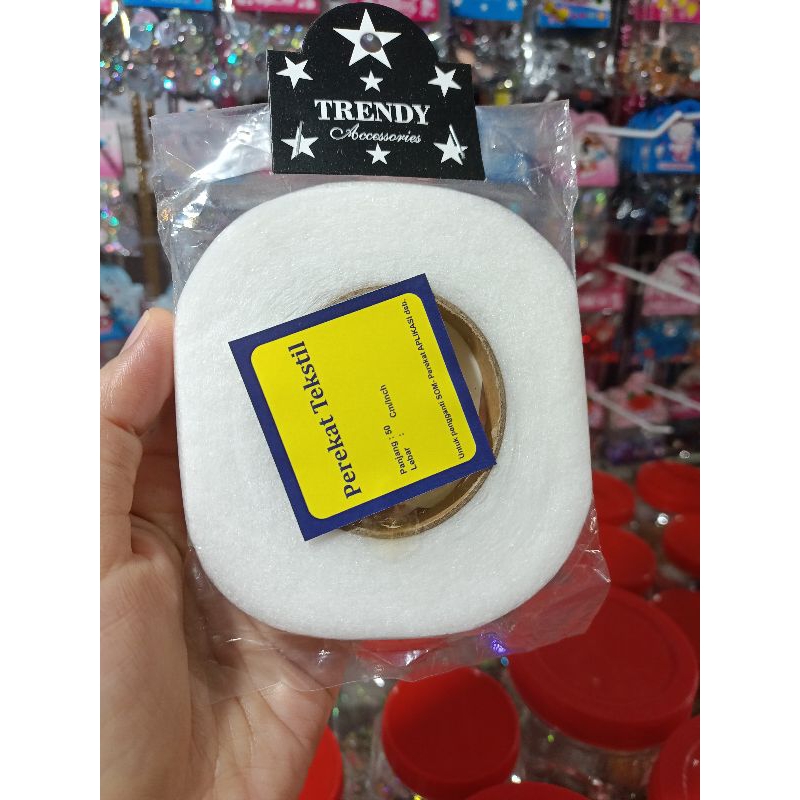 TRENDY
Accessories
Perekat Tekstil
Panjang : 50
Lebar : Cm/Inch
Untuk pengganti SOM, Perekat APLIKASI dsb.